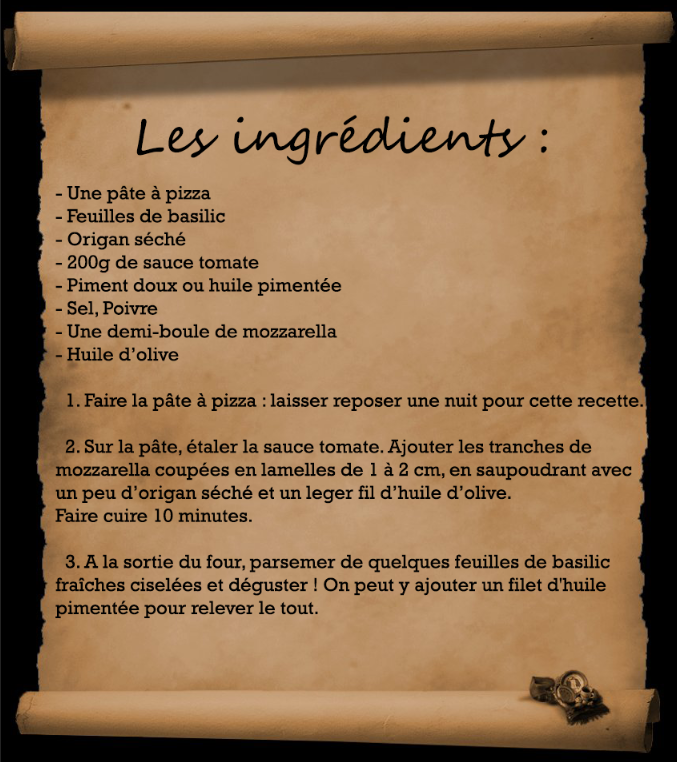 Les ingrédients :
- Une pâte à pizza
- Feuilles de basilic
- Origan séché
- 200g de sauce tomate
- Piment doux ou huile pimentée
- Sel, Poivre
- Une demi-boule de mozzarella
- Huile d’olive
1. Faire la pâte à pizza : laisser reposer une nuit pour cette recette.
2. Sur la pâte, étaler la sauce tomate. Ajouter les tranches de
mozzarella coupées en lamelles de 1 à 2 cm, en saupoudrant avec
un peu d’origan séché et un leger fil d’huile d’olive.
Faire cuire 10 minutes.
3. A la sortie du four, parsemer de quelques feuilles de basilic
fraîches ciselées et déguster ! On peut y ajouter un filet d'huile
pimentée pour relever le tout.